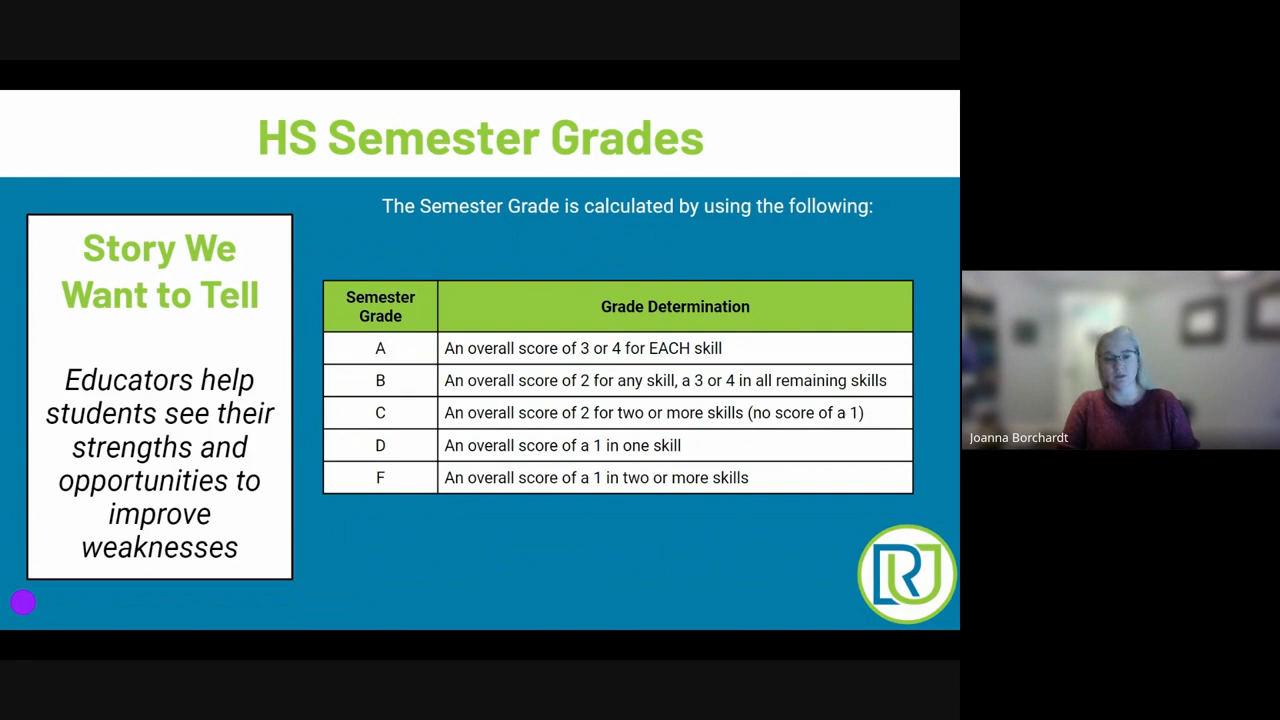 HS Semester Grades
The Semester Grade is calculated by using the following:
Story We
Want to Tell
Educators help
students see their
strengths and
opportunities to
improve
weaknesses
Semester
Grade
Grade Determination
A An overall score of 3 or 4 for EACH skill
B An overall score of 2 for any skill, a 3 or 4 in all remaining skills
C An overall score of 2 for two or more skills (no score of a 1)
D An overall score of a 1 in one skill
F An overall score of a 1 in two or more skills
RU
Joanna Borchardt